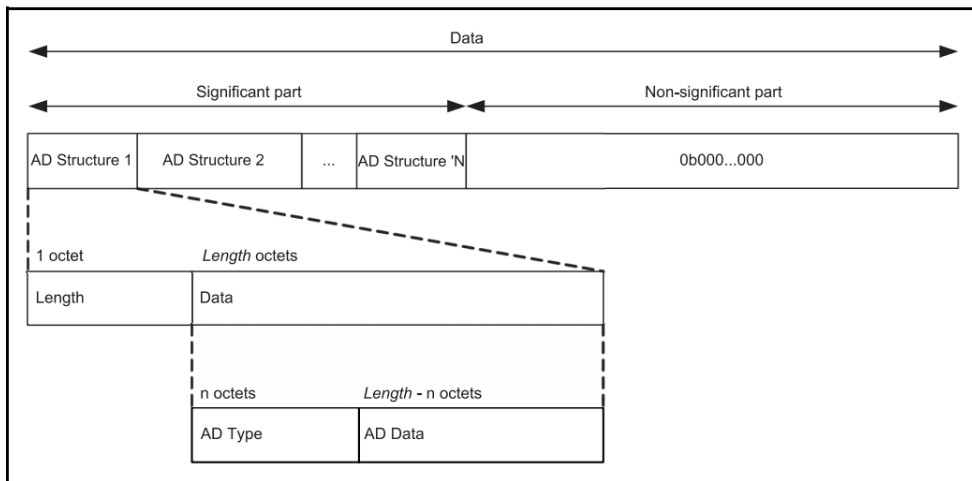 Data
Significant part
Non-significant part
AD Structure 1
AD Structure 2
...
AD Structure 'N
0b000...000
1 octet
Length octets
Length
Data
n octets
Length - n octets
AD Type
AD Data